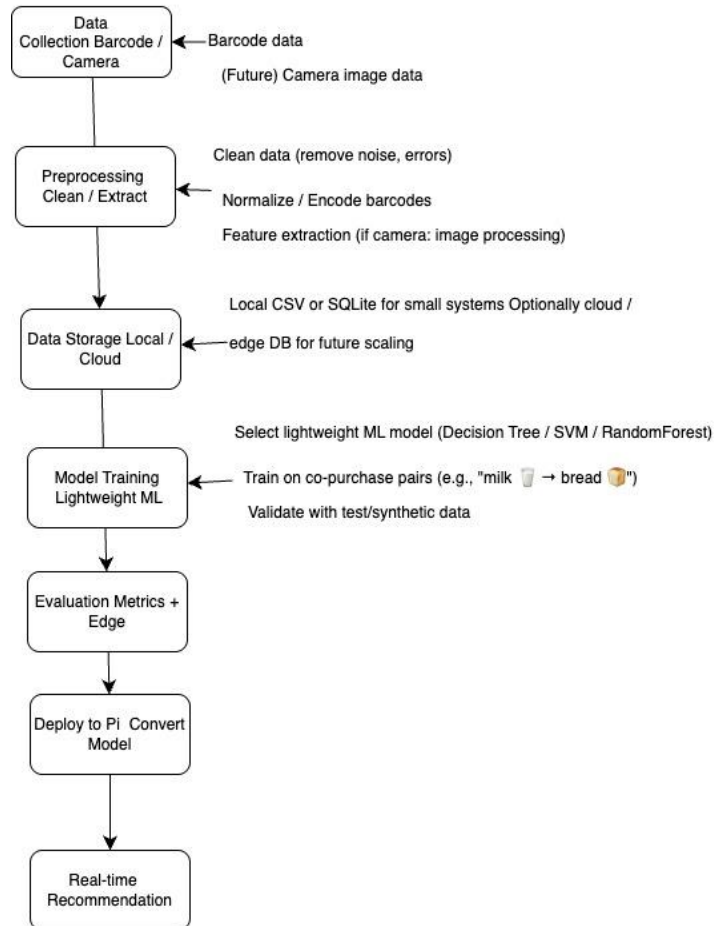 Data
Collection Barcode /
Camera
Barcode data
(Future) Camera image data
Preprocessing
Clean / Extract
Clean data (remove noise, errors)
Normalize / Encode barcodes
Feature extraction (if camera: image processing)
Data Storage Local /
Cloud
Local CSV or SQLite for small systems Optionally cloud /
edge DB for future scaling
Model Training
Lightweight ML
Select lightweight ML model (Decision Tree / SVM / RandomForest)
Train on co-purchase pairs (e.g., "milk 🥛 → bread 🍞")
Validate with test/synthetic data
Evaluation Metrics +
Edge
Deploy to Pi Convert
Model
Real-time
Recommendation